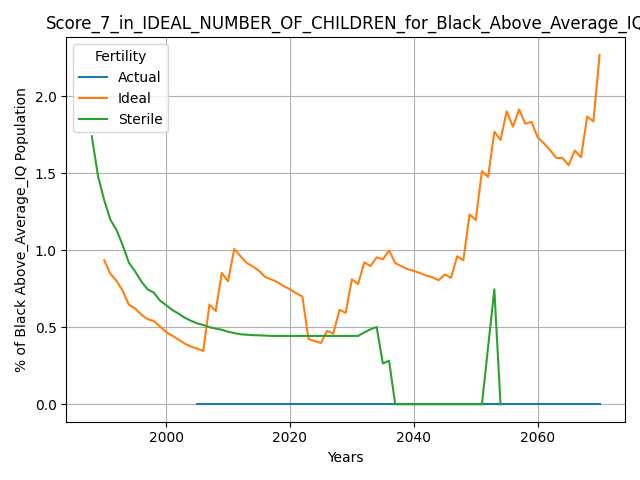 Score_7_in_IDEAL_NUMBER_OF_CHILDREN_for_Black_Above_Average_IQ
Fertility
Actual
Ideal
Sterile
% of Black Above_Average_IQ Population
2.0
1.5
1.0
0.5
0.0
2000
2020
2040
2060
Years